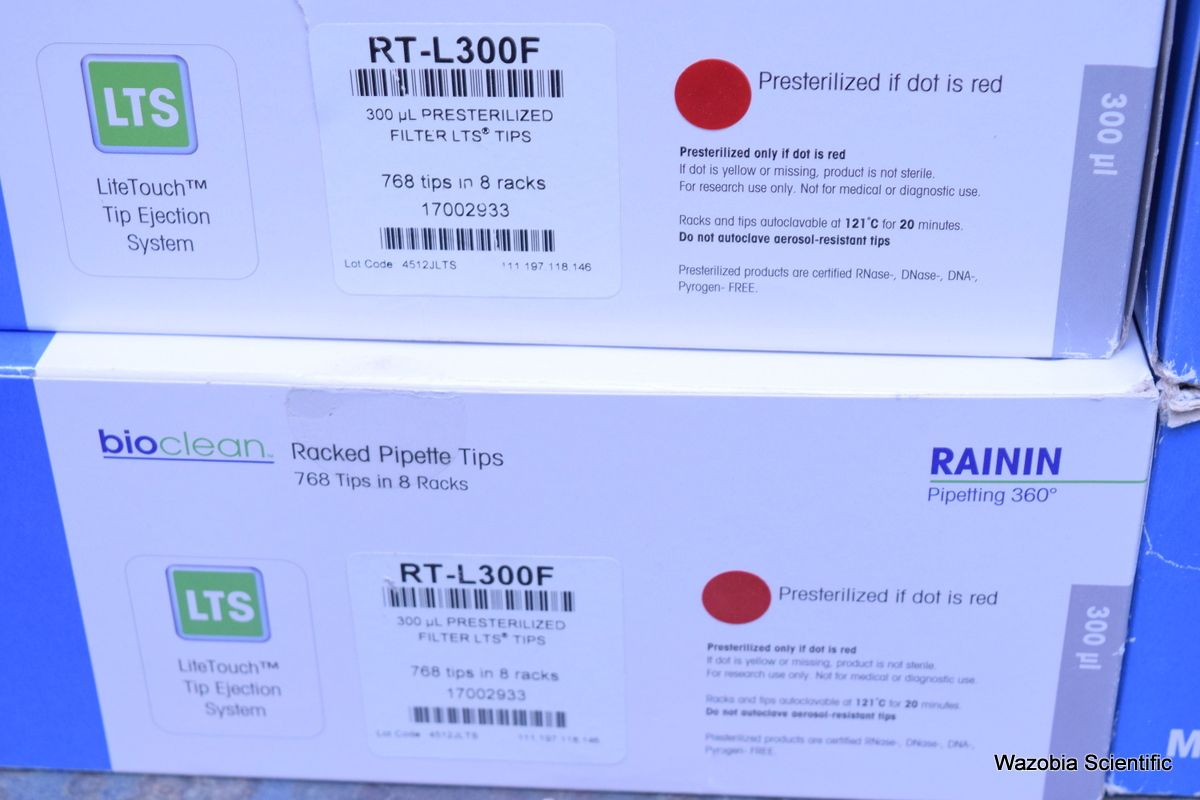 LTS
LiteTouch™
Tip Ejection
System
RT-L300F
300 µL PRESTERILIZED
FILTER LTS® TIPS
768 tips in 8 racks
17002933
Lot Code 4512JLTS 111 197 118 146
Presterilized if dot is red
Presterilized only if dot is red
If dot is yellow or missing, product is not sterile.
For research use only. Not for medical or diagnostic use.
Racks and tips autoclavable at 121°C for 20 minutes.
Do not autoclave aerosol-resistant tips
Presterilized products are certified RNase-, DNase-, DNA-,
Pyrogen- FREE.
300 µl
bioclean™
Racked Pipette Tips
768 Tips in 8 Racks
RAININ
Pipetting 360°
LTS
LiteTouch™
Tip Ejection
System
RT-L300F
300 µL PRESTERILIZED
FILTER LTS® TIPS
768 tips in 8 racks
17002933
Lot Code 4512JLTS 111 197 118 146
Presterilized if dot is red
Presterilized only if dot is red
If dot is yellow or missing, product is not sterile.
For research use only. Not for medical or diagnostic use.
Racks and tips autoclavable at 121°C for 20 minutes.
Do not autoclave aerosol-resistant tips
Presterilized products are certified RNase-, DNase-, DNA-,
Pyrogen- FREE.
300 µl
M
Wazobia Scientific